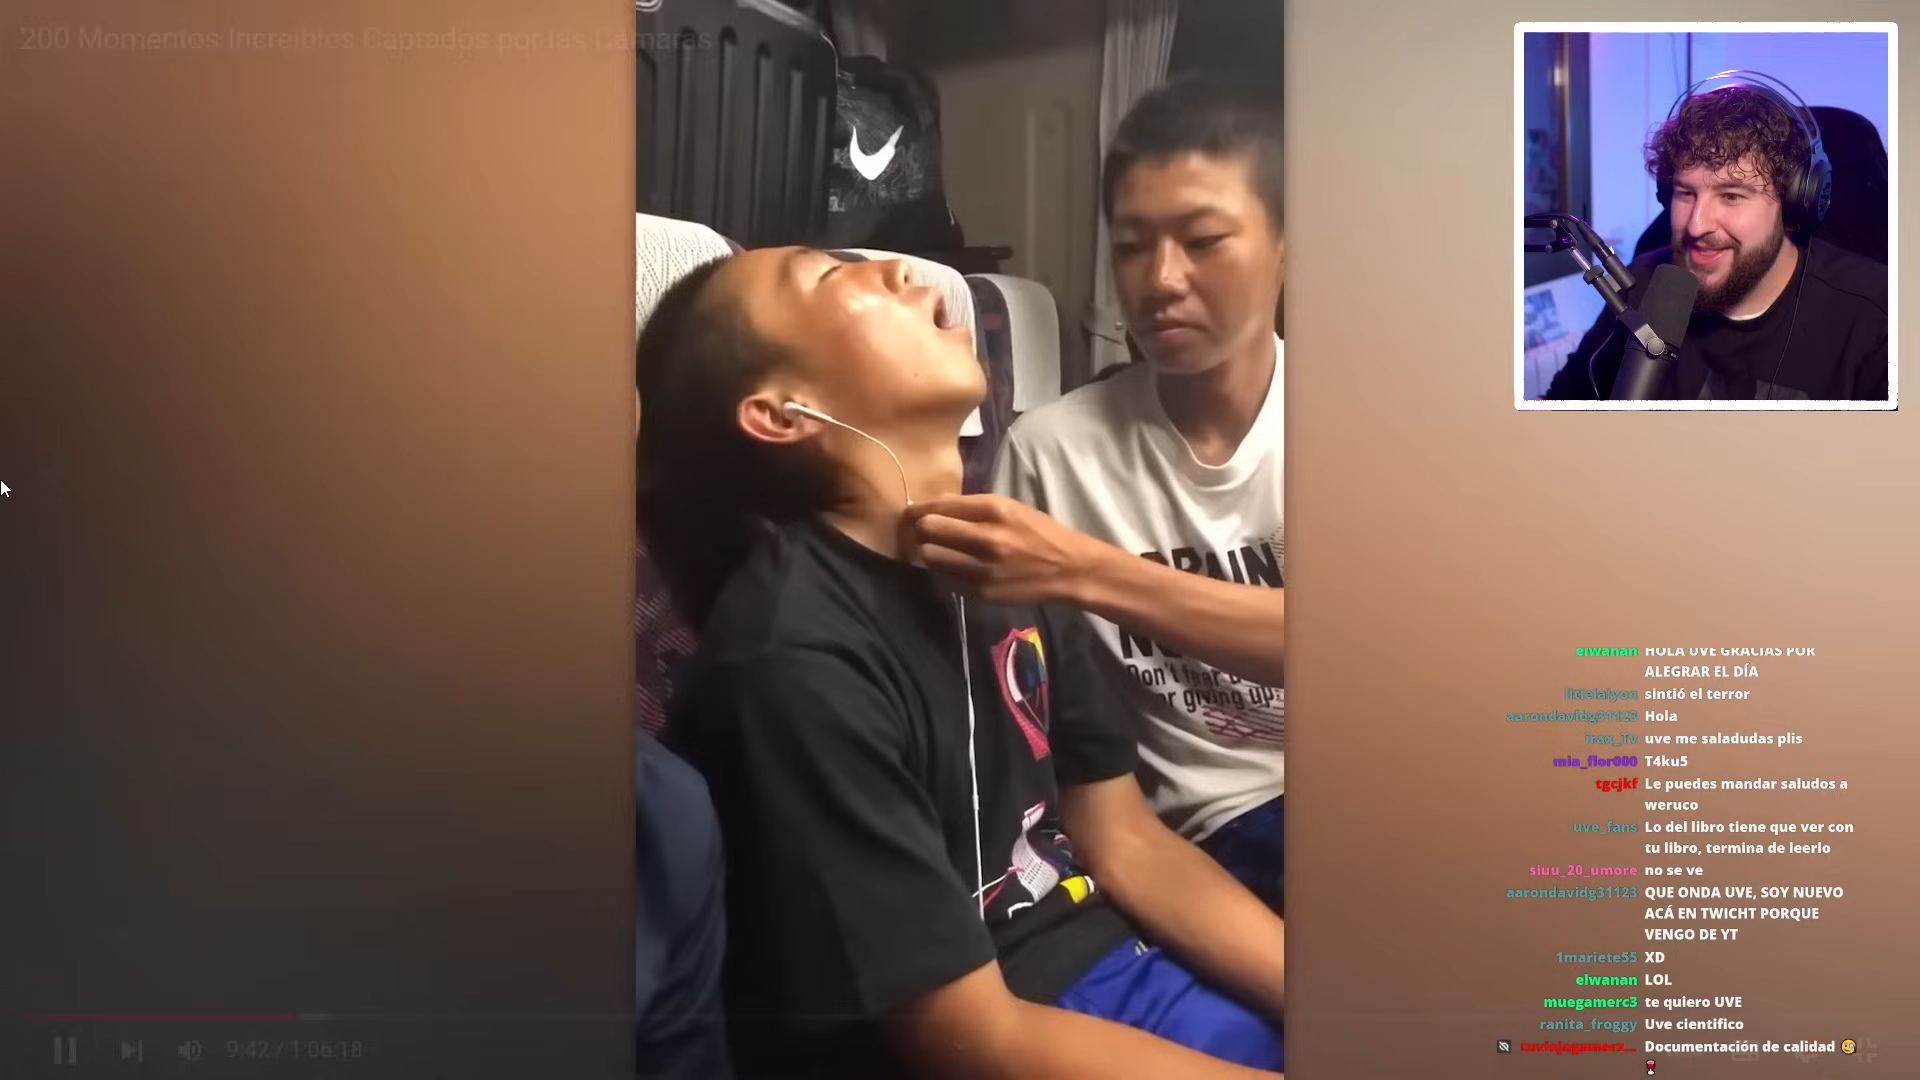 200 Momentos Increíbles Captados por las Cámaras
Don't fear
or giving up.
elwanan HOLA UVE GRACIAS POR
ALEGRAR EL DÍA
sintió el terror
aarondavidg31123 Hola
irax_Tv uve me saladudas plis
mia_flor000 T4ku5
tgcjkf Le puedes mandar saludos a
weruco
uve_fans Lo del libro tiene que ver con
tu libro, termina de leerlo
siuu_20_umore no se ve
aarondavidg31123 QUE ONDA UVE, SOY NUEVO
ACÁ EN TWICHT PORQUE
VENGO DE YT
1mariete55 XD
elwanan LOL
muegamerc3 te quiero UVE
ranita_froggy Uve cientifico
Documentación de calidad 🧐
🍷
9:42 / 1:06:18